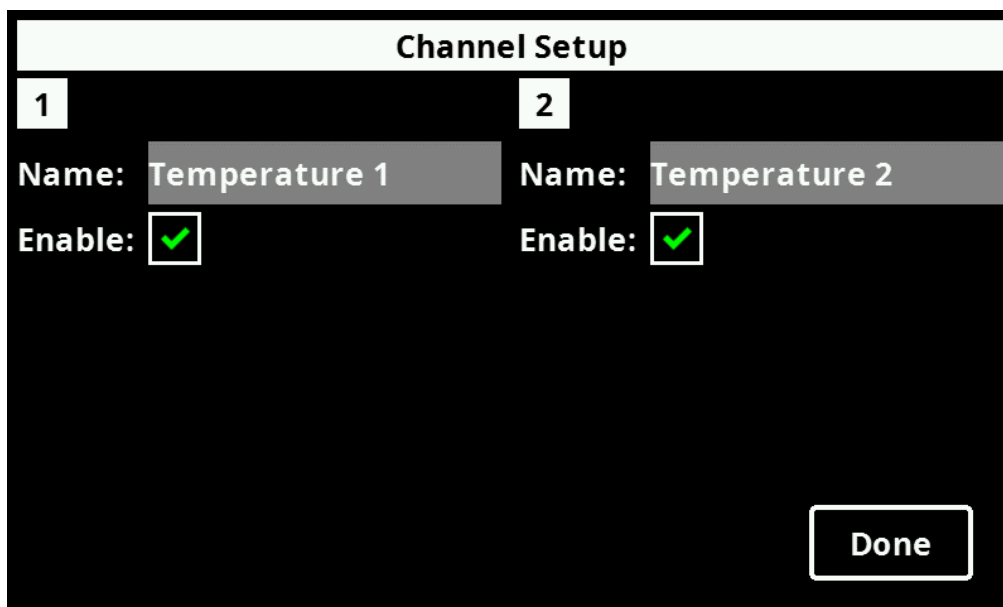 Channel Setup
1
Name: Temperature 1
Enable:
2
Name: Temperature 2
Enable:
Done